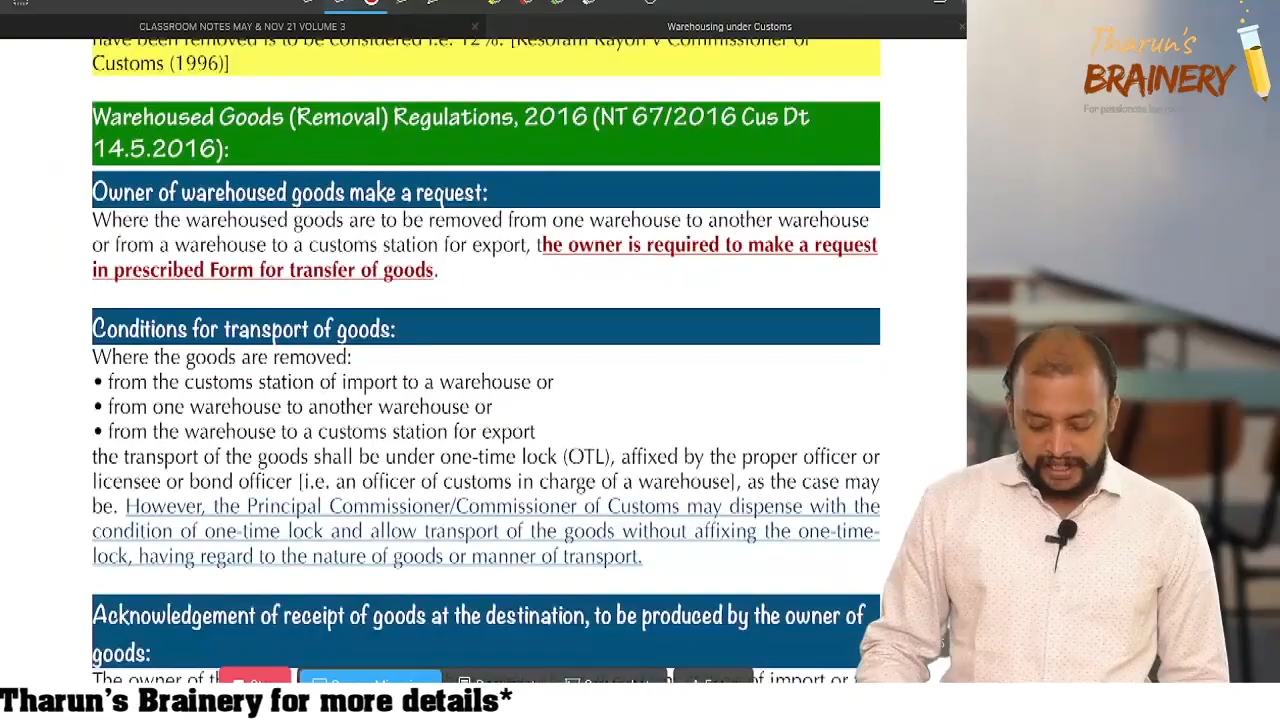 CLASSROOM NOTES MAY & NOV 21 VOLUME 3
Warehousing under Customs
have been removed is to be considered i.e. 12%. [Kesoram Rayon v Commissioner of
Customs (1996)]
Warehoused Goods (Removal) Regulations, 2016 (NT 67/2016 Cus Dt
14.5.2016):
Owner of warehoused goods make a request:
Where the warehoused goods are to be removed from one warehouse to another warehouse
or from a warehouse to a customs station for export, the owner is required to make a request
in prescribed Form for transfer of goods.
Conditions for transport of goods:
Where the goods are removed:
• from the customs station of import to a warehouse or
• from one warehouse to another warehouse or
• from the warehouse to a customs station for export
the transport of the goods shall be under one-time lock (OTL), affixed by the proper officer or
licensee or bond officer [i.e. an officer of customs in charge of a warehouse], as the case may
be. However, the Principal Commissioner/Commissioner of Customs may dispense with the
condition of one-time lock and allow transport of the goods without affixing the one-time-
lock, having regard to the nature of goods or manner of transport.
Acknowledgement of receipt of goods at the destination, to be produced by the owner of
goods:
The owner of
of import or
Tharun's
BRAINERY
For passionate
Tharun's Brainery for more details*